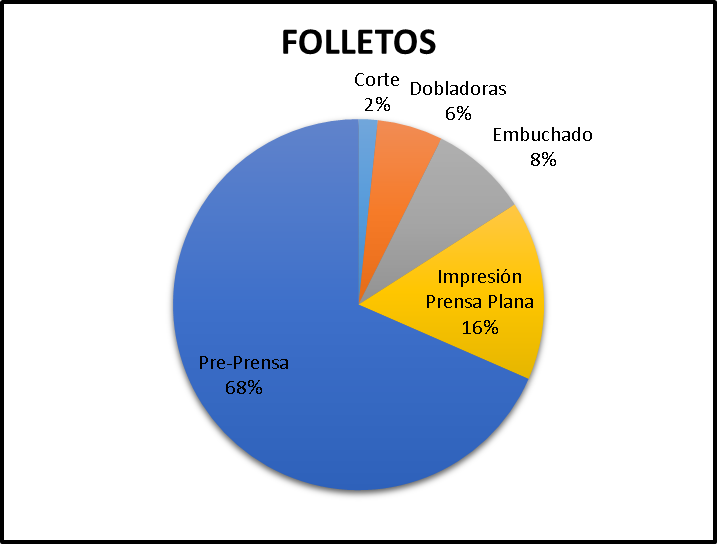 FOLLETOS
Corte
2%
Dobladoras
6%
Embuchado
8%
Impresión
Prensa Plana
16%
Pre-Prensa
68%